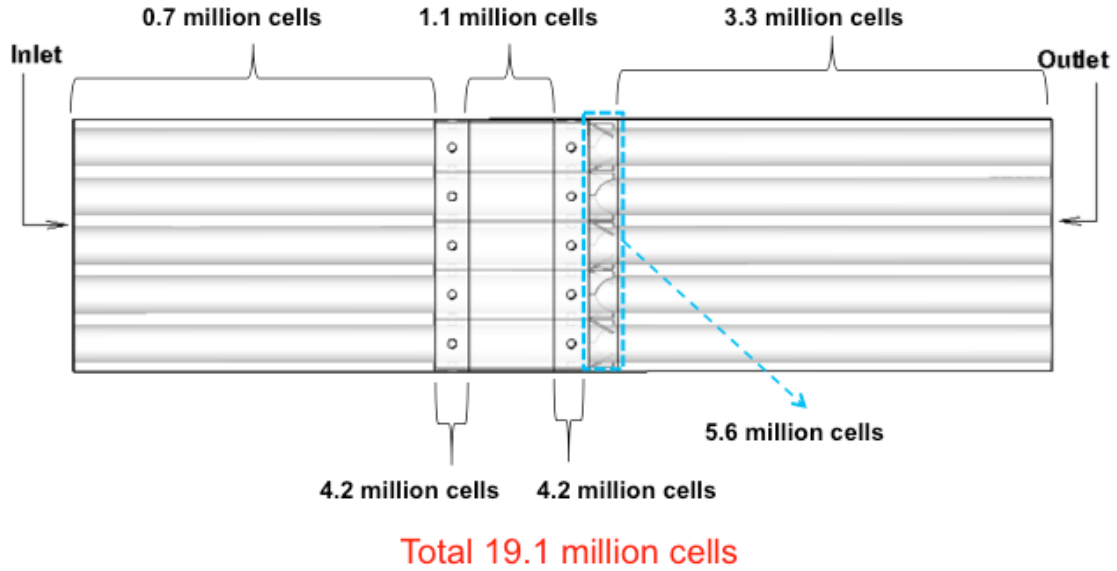 0.7 million cells
1.1 million cells
3.3 million cells
Inlet
Outlet
5.6 million cells
4.2 million cells
4.2 million cells
Total 19.1 million cells